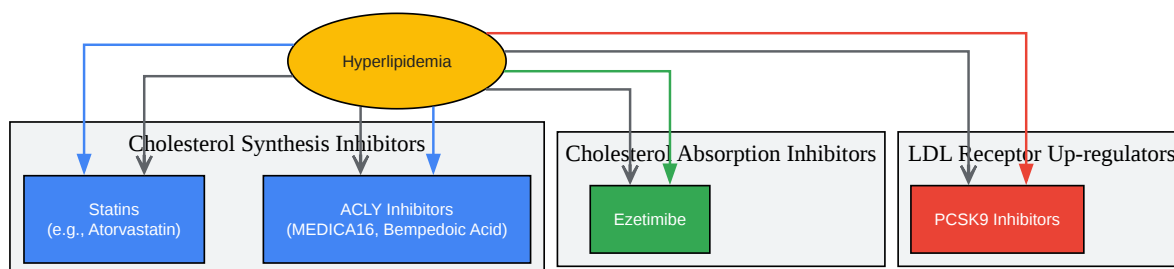 Hyperlipidemia
Cholesterol Synthesis Inhibitors
Cholesterol Absorption Inhibitors
LDL Receptor Up-regulators
Statins
(e.g., Atorvastatin)
ACLY Inhibitors
(MEDICA16, Bempedoic Acid)
Ezetimibe
PCSK9 Inhibitors